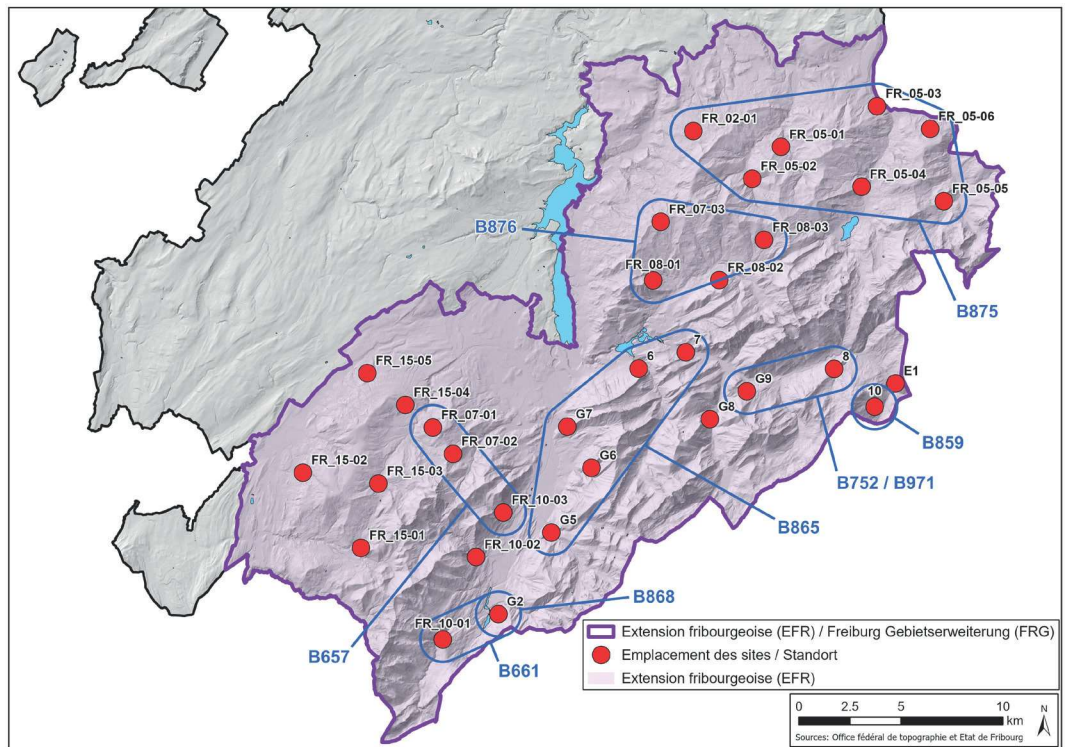 FR_05-03
FR_02-01
FR_05-06
FR_05-01
FR_05-02
FR_05-04
FR_05-05
FR_07-03
B876
FR_08-03
FR_08-01
FR_08-02
B875
7
6
8
FR_15-05
E1
G9
10
FR_15-04
G8
G7
FR_07-01
B859
FR_07-02
G6
FR_15-02
FR_15-03
B752 / B971
FR_10-03
G5
B865
FR_15-01
FR_10-02
B868
G2
FR_10-01
B657
B661
Extension fribourgeoise (EFR) / Freiburg Gebietserweiterung (FRG)
Emplacement des sites / Standort
Extension fribourgeoise (EFR)
0 2.5 5 10
km
N
Sources: Office fédéral de topographie et Etat de Fribourg